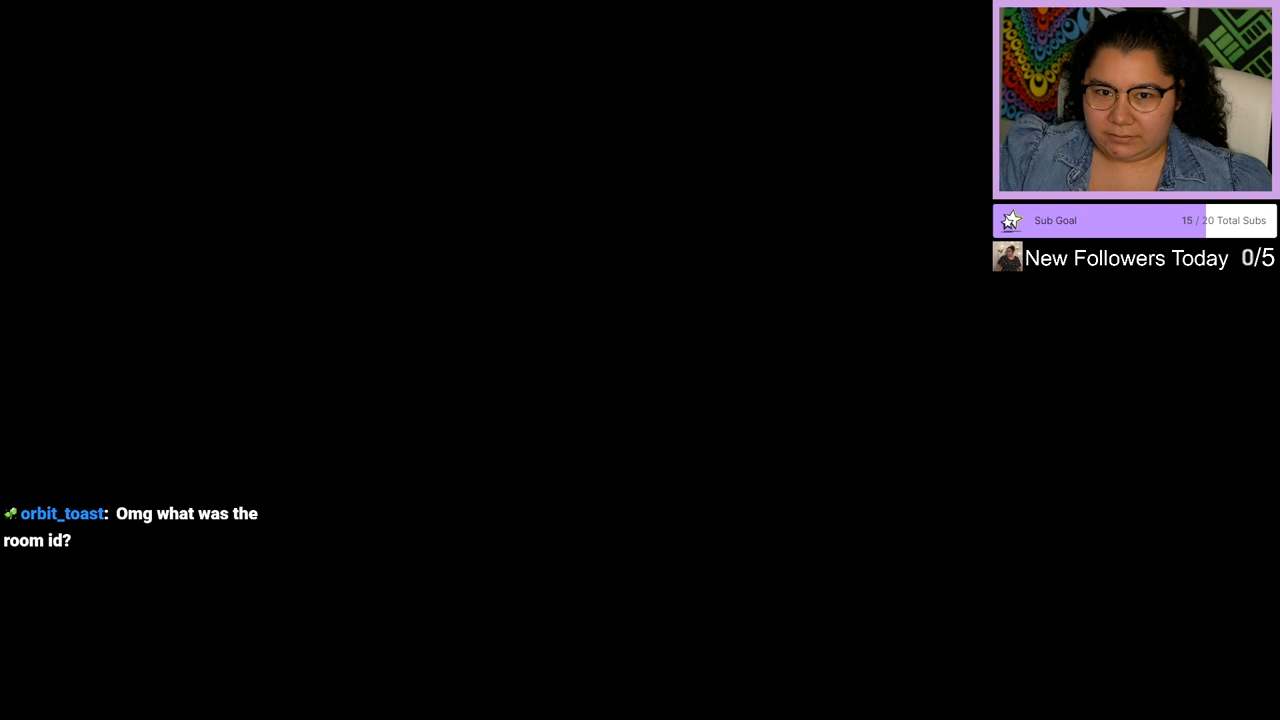 Sub Goal 15 / 20 Total Subs
New Followers Today 0/5
orbit_toast: Omg what was the
room id?